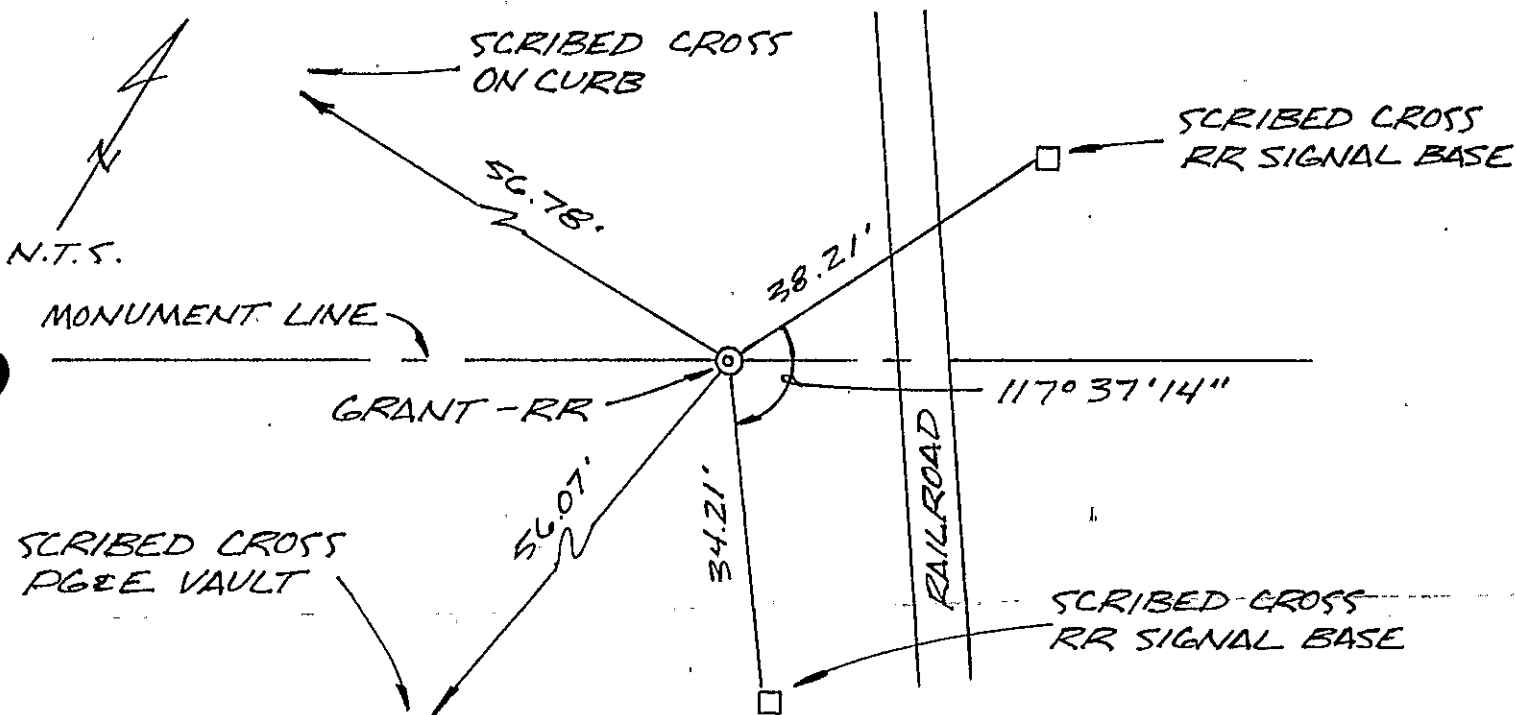 SCRIBED CROSS
ON CURB
SCRIBED CROSS
RR SIGNAL BASE
N
56.78'
N.T.S.
38.21'
MONUMENT LINE
GRANT-RR
117° 37' 14"
56.07'
34.21'
RAILROAD
SCRIBED CROSS
PG&E VAULT
SCRIBED CROSS
RR SIGNAL BASE